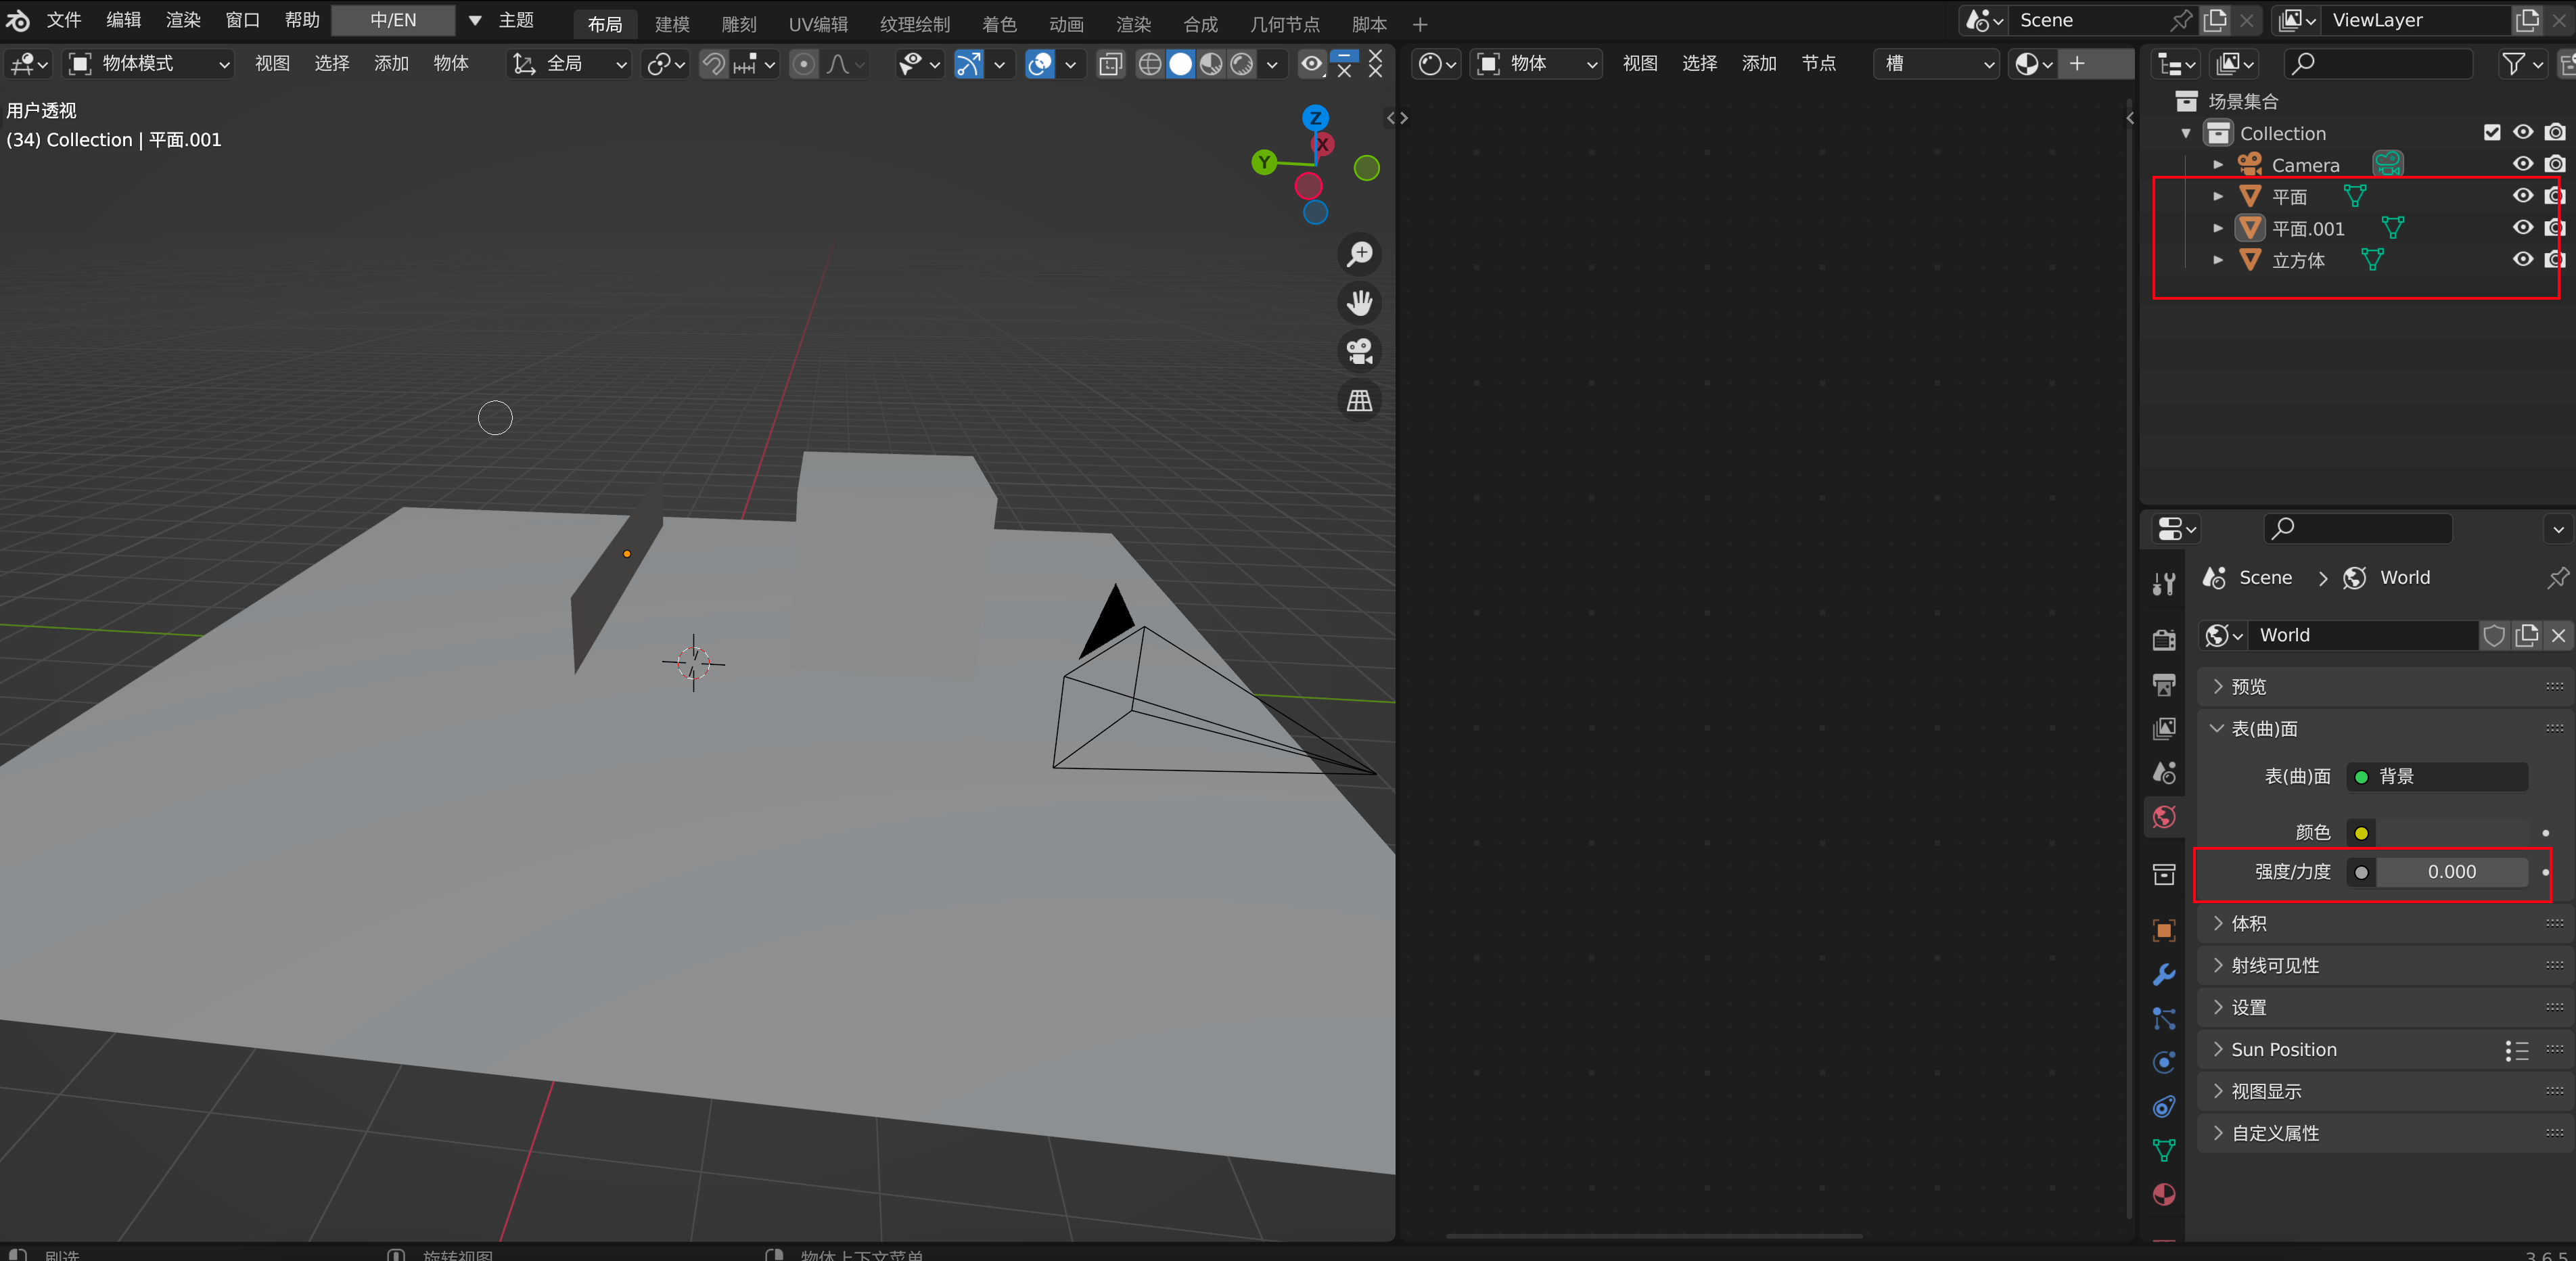 文件 编辑 渲染 窗口 帮助 中/EN 主题 布局 建模 雕刻 UV编辑 纹理绘制 着色 动画 渲染 合成 几何节点 脚本 Scene ViewLayer
物体模式 视图 选择 添加 物体 全局 物体 视图 选择 添加 节点 槽
用户透视
(34) Collection | 平面.001
Z
X
Y
场景集合
Collection
Camera
平面
平面.001
立方体
Scene World
World
预览
表(曲)面
表(曲)面 背景
颜色
强度/力度 0.000
体积
射线可见性
设置
Sun Position
视图显示
自定义属性
刷选 旋转视图 物体上下文菜单 3.6.5